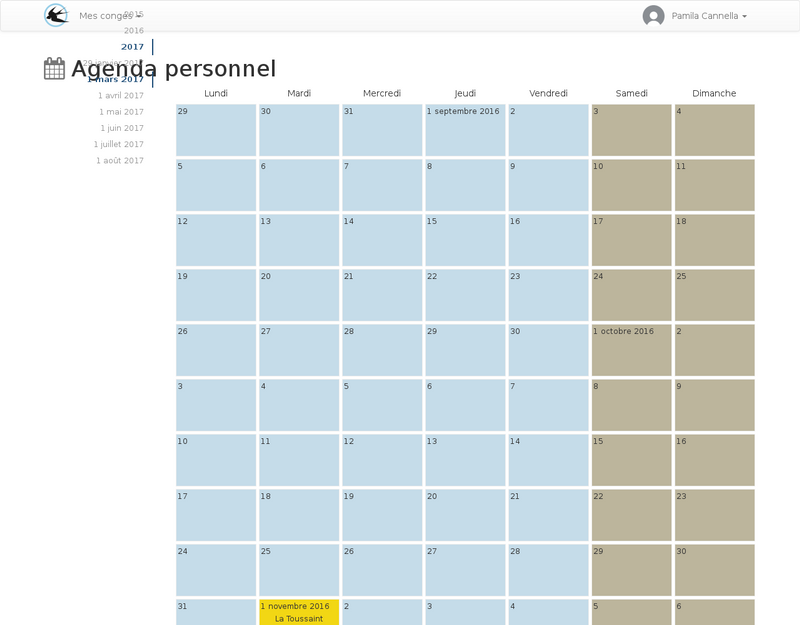 Mes congés
Pamila Cannella
2015
2016
2017
29 janvier 2017
1 mars 2017
1 avril 2017
1 mai 2017
1 juin 2017
1 juillet 2017
1 août 2017
Agenda personnel
Lundi Mardi Mercredi Jeudi Vendredi Samedi Dimanche
29 30 31 1 septembre 2016 2 3 4
5 6 7 8 9 10 11
12 13 14 15 16 17 18
19 20 21 22 23 24 25
26 27 28 29 30 1 octobre 2016 2
3 4 5 6 7 8 9
10 11 12 13 14 15 16
17 18 19 20 21 22 23
24 25 26 27 28 29 30
31 1 novembre 2016 2 3 4 5 6
La Toussaint